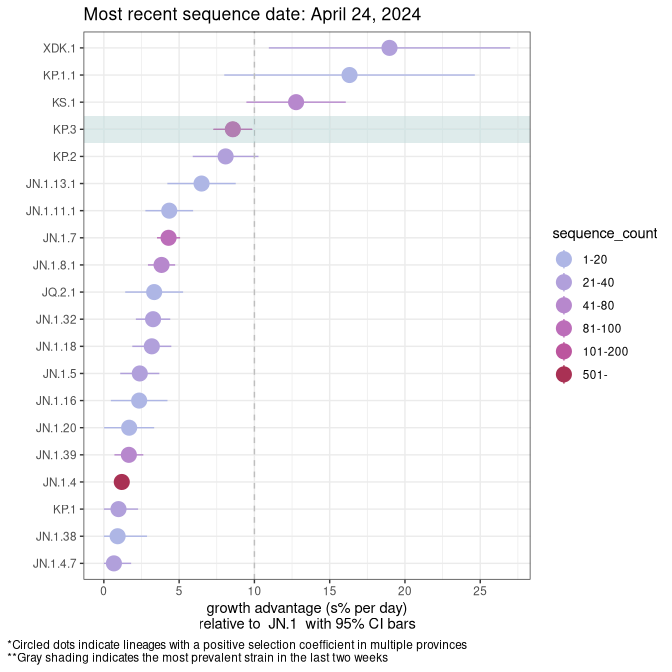 Most recent sequence date: April 24, 2024
XDK.1
KP.1.1
KS.1
KP.3
KP.2
JN.1.13.1
JN.1.11.1
JN.1.7
JN.1.8.1
JQ.2.1
JN.1.32
JN.1.18
JN.1.5
JN.1.16
JN.1.20
JN.1.39
JN.1.4
KP.1
JN.1.38
JN.1.4.7
0 5 10 15 20 25
growth advantage (s% per day)
relative to JN.1 with 95% CI bars
sequence_count
1-20
21-40
41-80
81-100
101-200
501-
*Circled dots indicate lineages with a positive selection coefficient in multiple provinces
**Gray shading indicates the most prevalent strain in the last two weeks